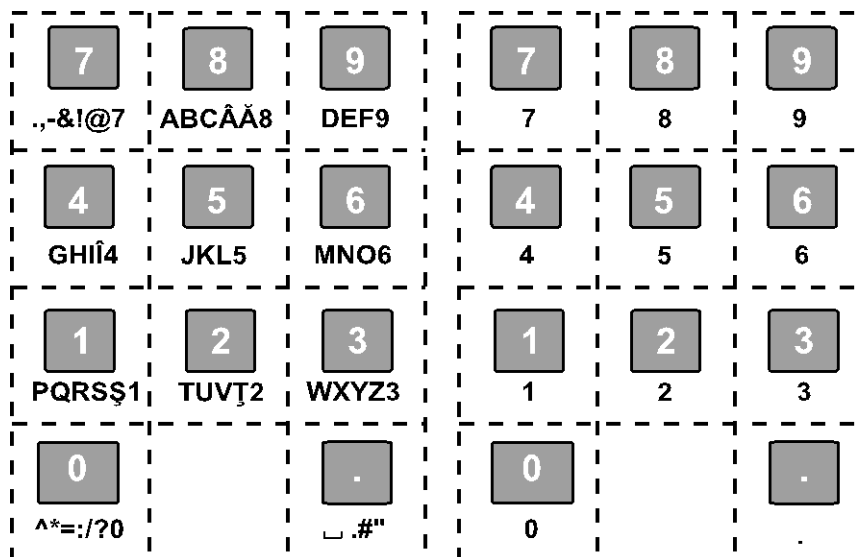 7 8 9 7 8 9
.,-&!@7 ABCÂĂ8 DEF9 7 8 9
4 5 6 4 5 6
GHIÎ4 JKL5 MNO6 4 5 6
1 2 3 1 2 3
PQRSŞ1 TUVŢ2 WXYZ3 1 2 3
0 . 0 .
^*=:/?0 ⎵ .#" 0 .